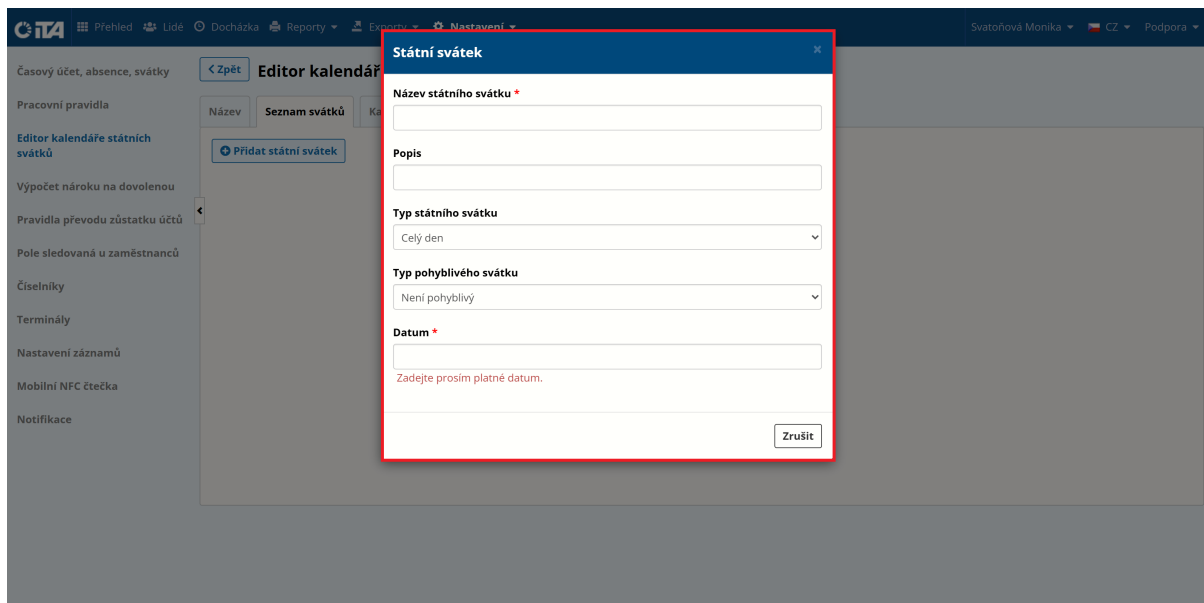 iTA Přehled Lidé Docházka Reporty Exporty Nastavení Svatoňová Monika CZ Podpora
Časový účet, absence, svátky
Pracovní pravidla
Editor kalendáře státních
svátků
Výpočet nároku na dovolenou
Pravidla převodu zůstatku účtů
Pole sledovaná u zaměstnanců
Číselníky
Terminály
Nastavení záznamů
Mobilní NFC čtečka
Notifikace
Zpět Editor kalendář
Název Seznam svátků Ka
Přidat státní svátek
Státní svátek ×
Název státního svátku *
Popis
Typ státního svátku
Celý den
Typ pohyblivého svátku
Není pohyblivý
Datum *
Zadejte prosím platné datum.
Zrušit